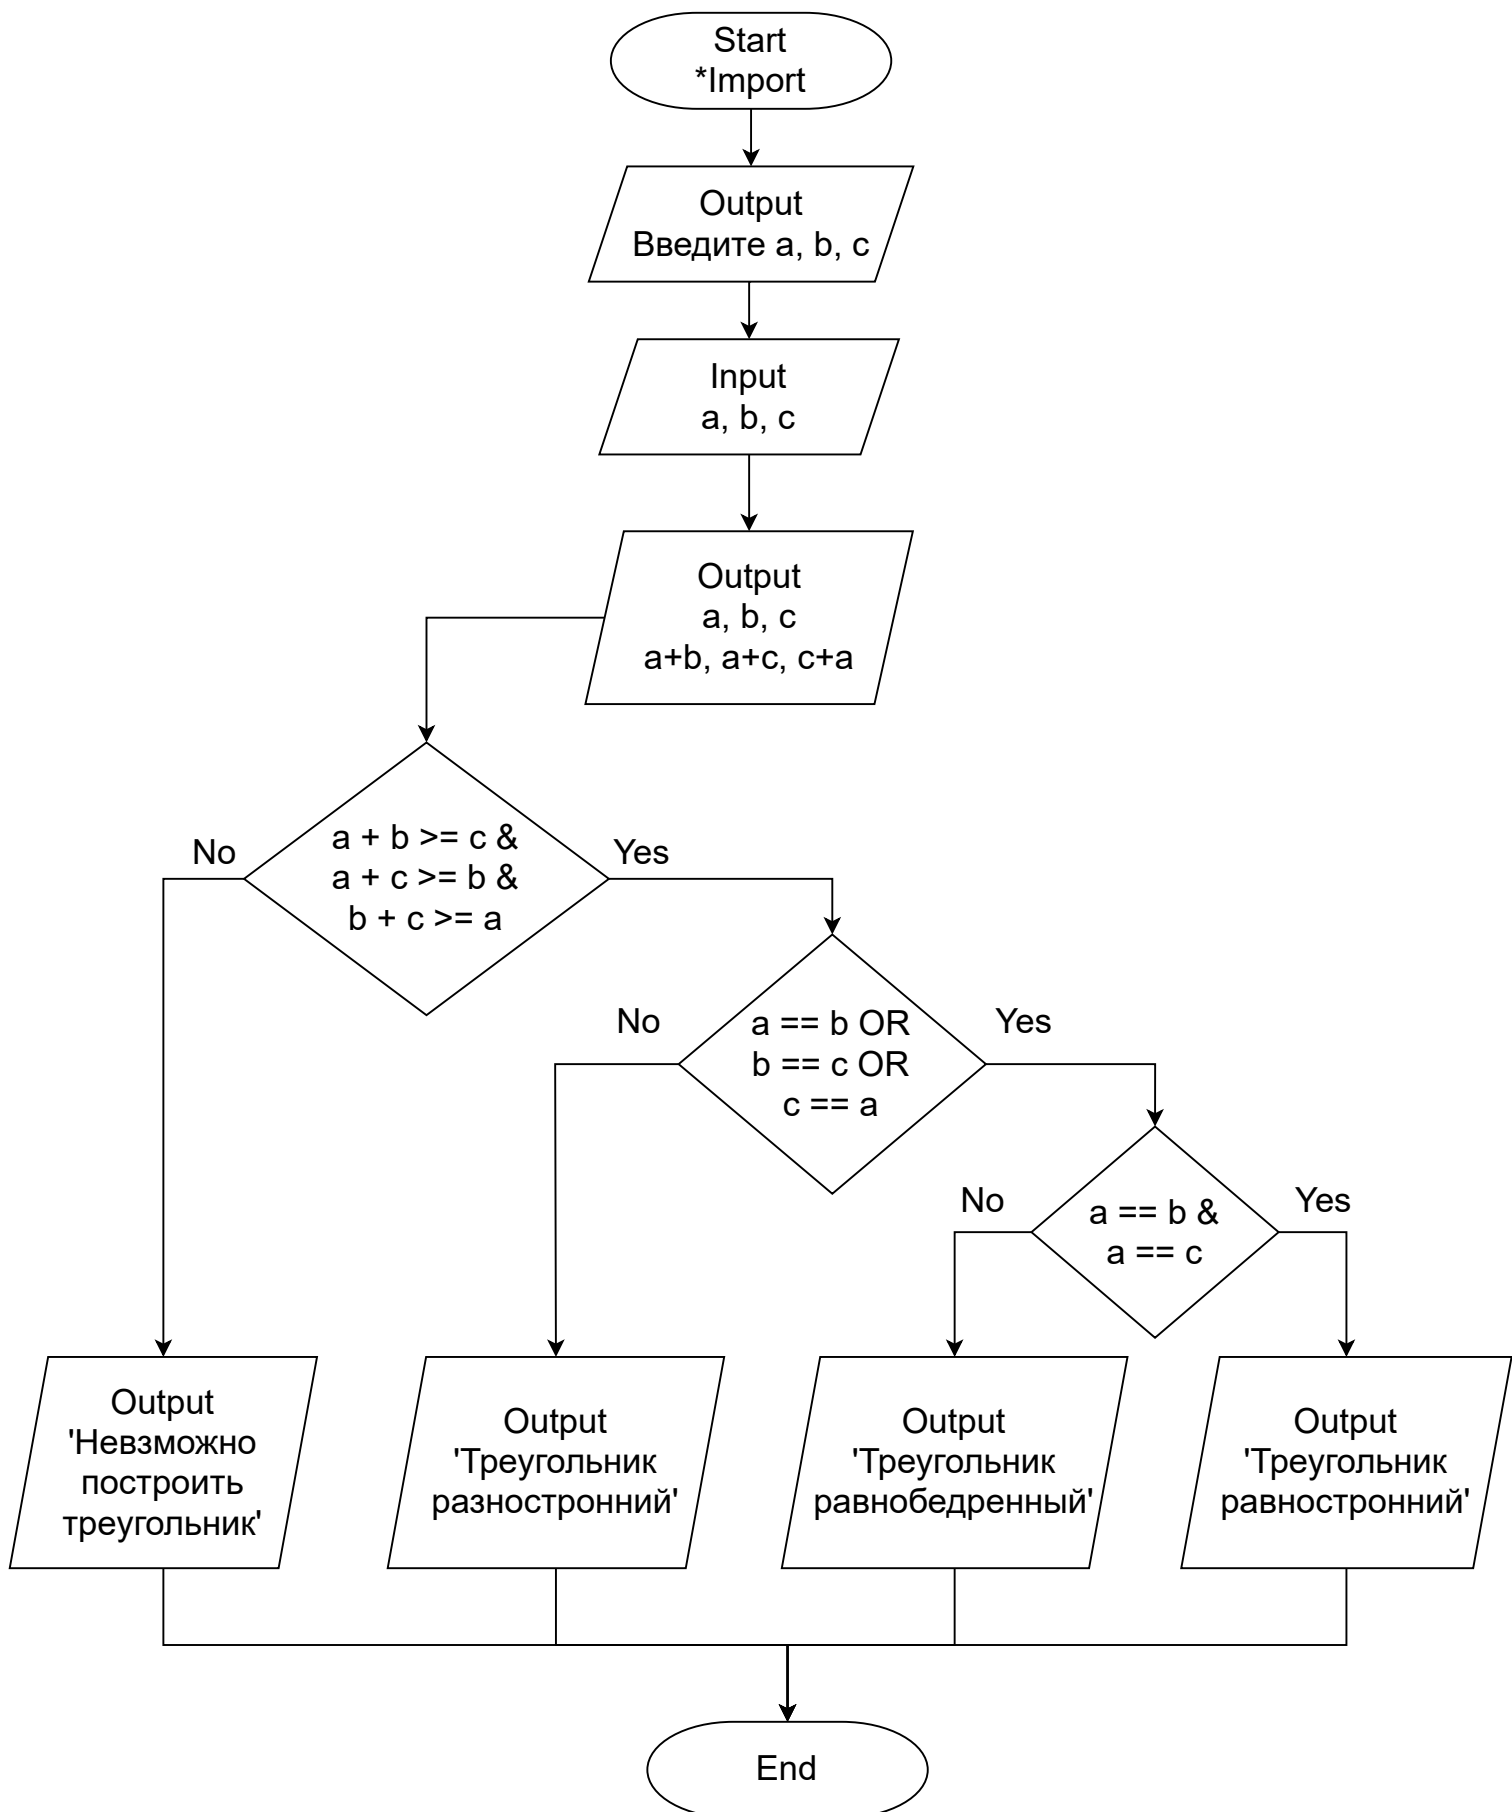 Start
*Import
Output
Введите a, b, c
Input
a, b, c
Output
a, b, c
a+b, a+c, c+a
a + b >= c &
a + c >= b &
b + c >= a
No
Yes
a == b OR
b == c OR
c == a
No
Yes
a == b &
a == c
No
Yes
Output
'Невзможно
построить
треугольник'
Output
'Треугольник
разностронний'
Output
'Треугольник
равнобедренный'
Output
'Треугольник
равностронний'
End